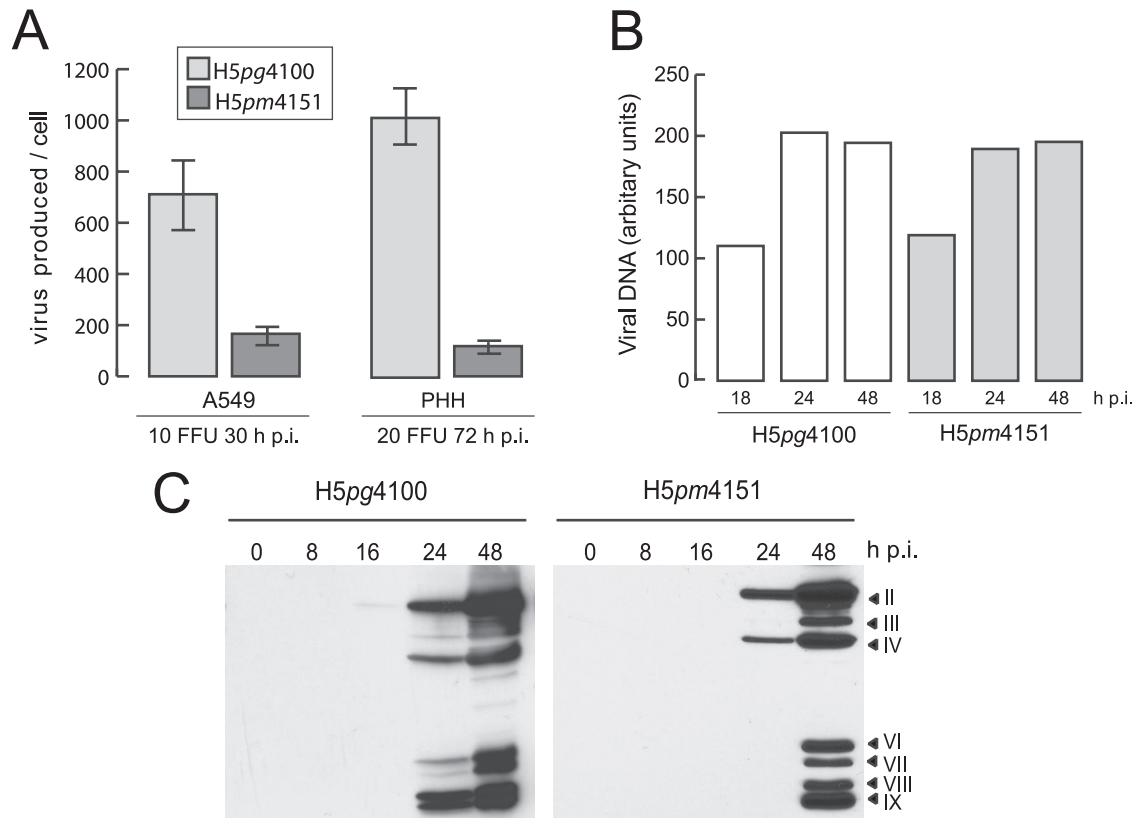 A
virus produced / cell
1200
1000
800
600
400
200
0
H5pg4100
H5pm4151
A549
PHH
10 FFU 30 h p.i.
20 FFU 72 h p.i.
B
Viral DNA (arbitary units)
250
200
150
100
50
0
18 24 48 18 24 48 h p.i.
H5pg4100 H5pm4151
C
H5pg4100 H5pm4151
0 8 16 24 48 0 8 16 24 48 h p.i.
II
III
IV
VI
VII
VIII
IX